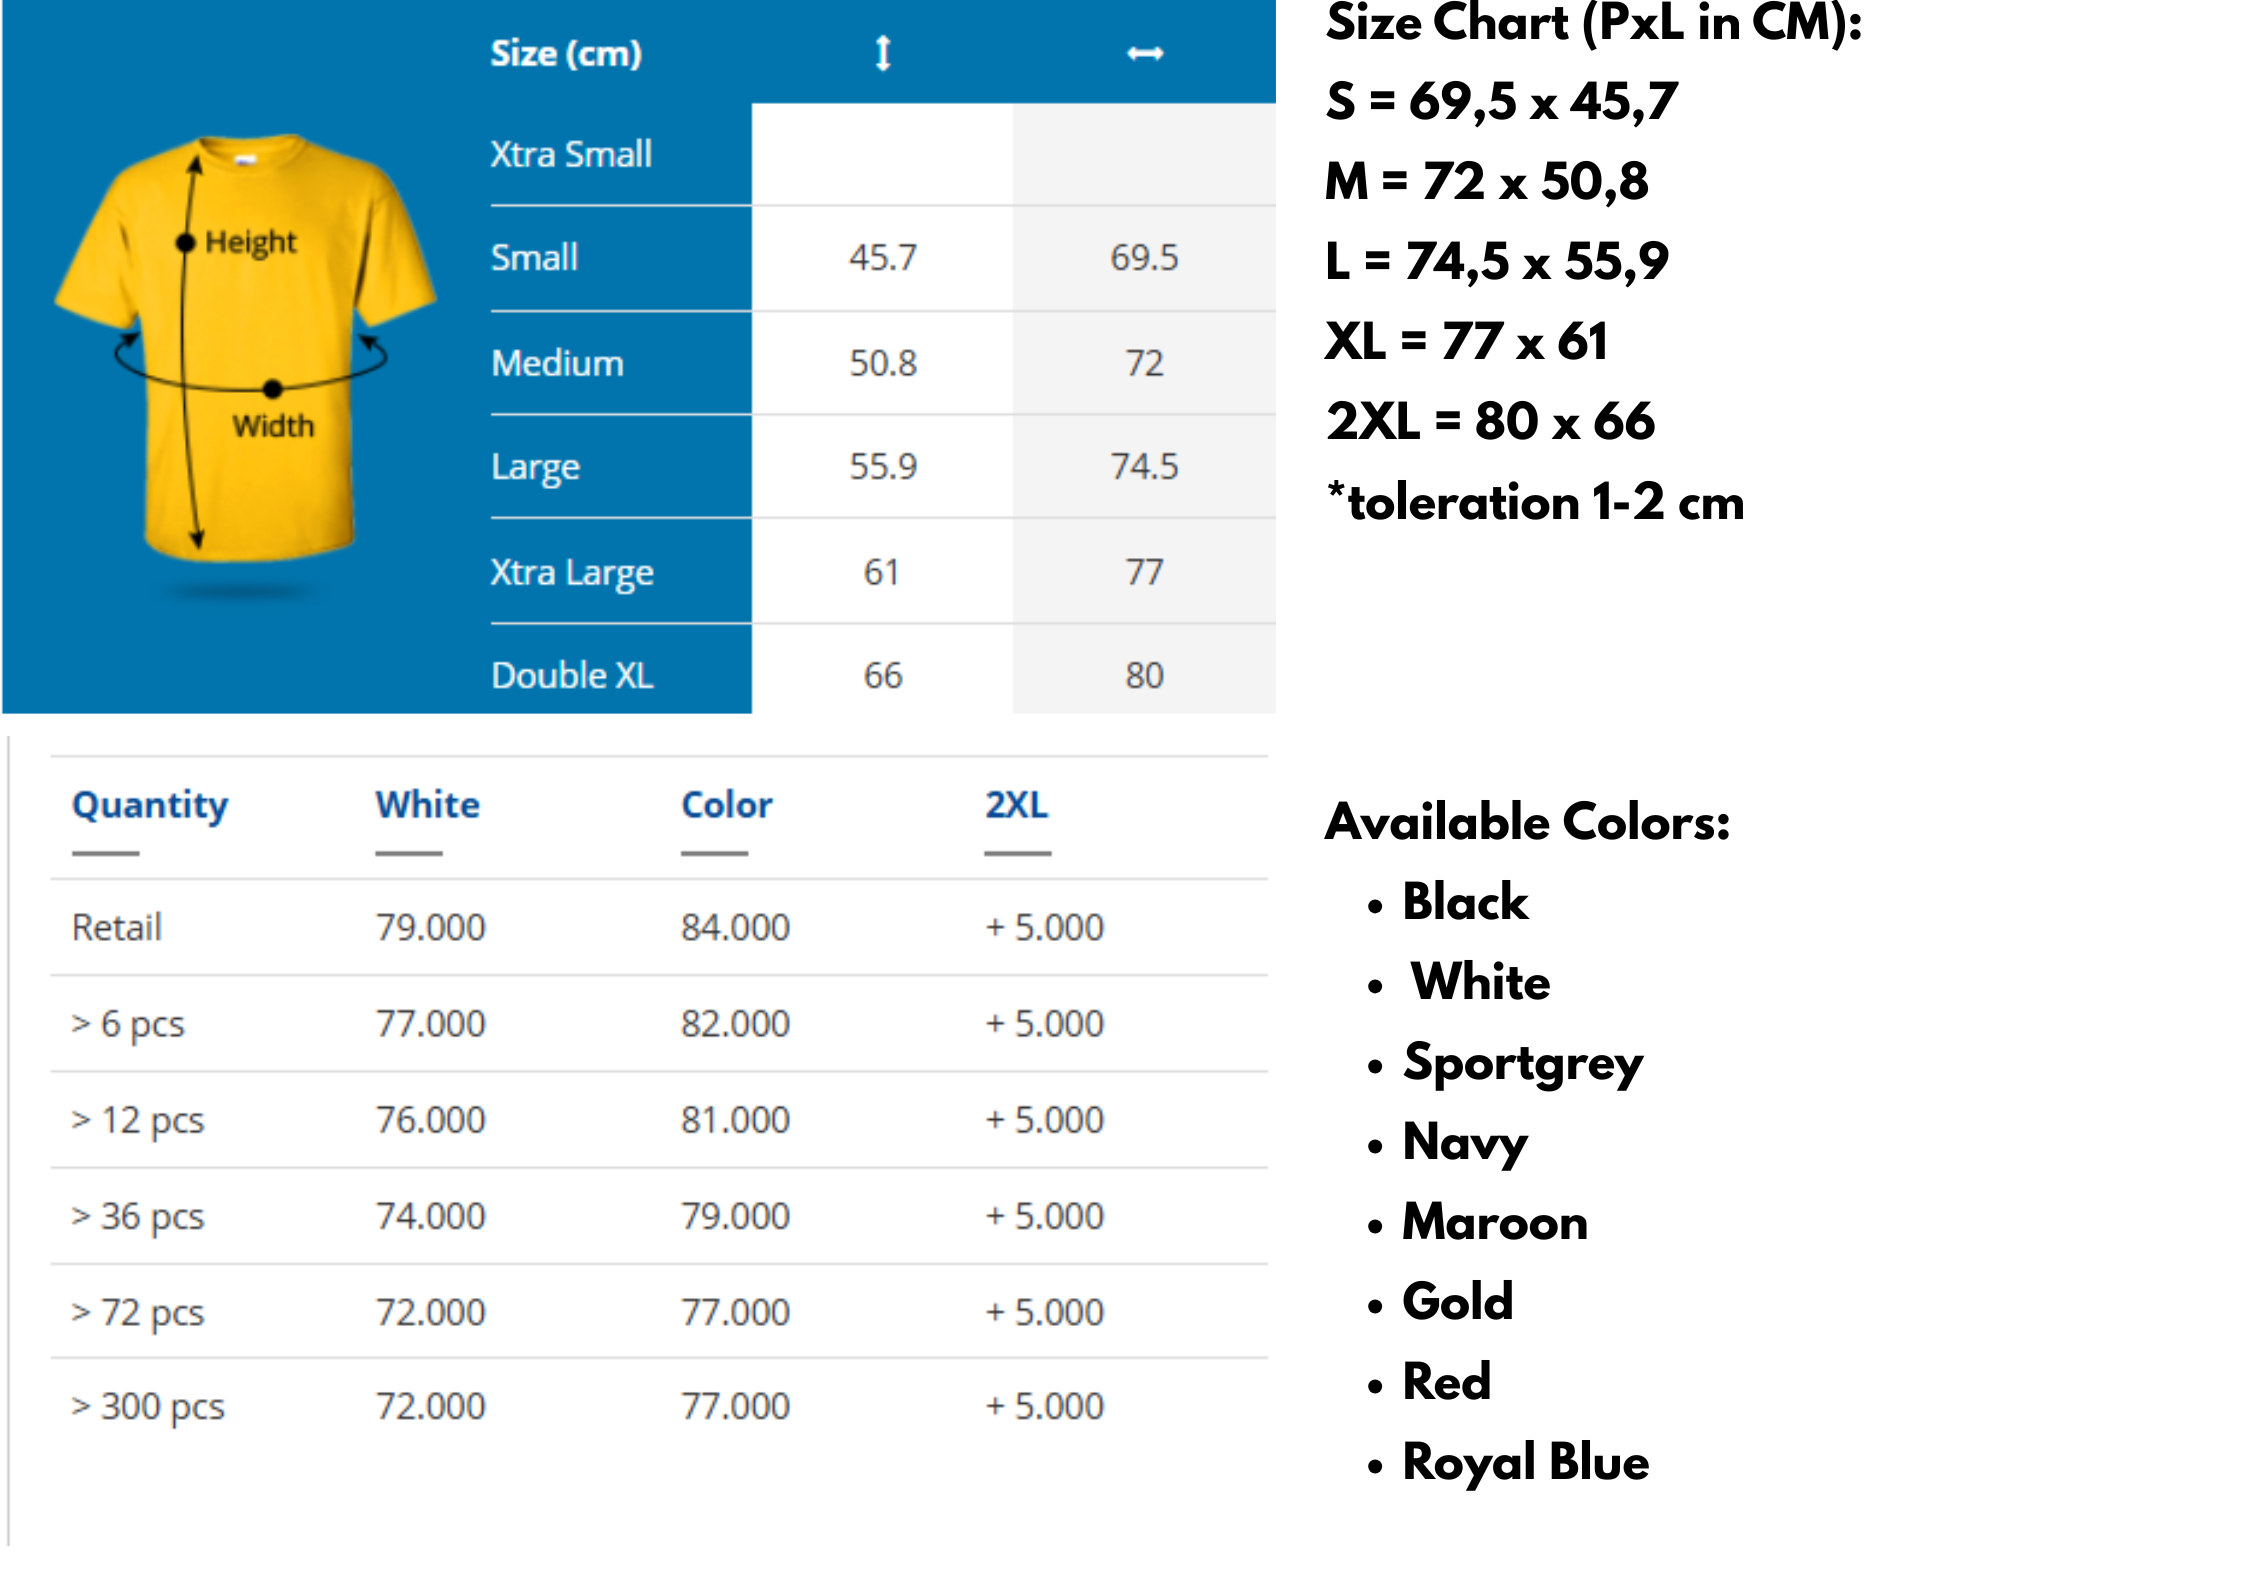 Size (cm) ↕ ↔
Xtra Small
Small 45.7 69.5
Medium 50.8 72
Large 55.9 74.5
Xtra Large 61 77
Double XL 66 80
Height
Width
Size Chart (PxL in CM):
S = 69,5 x 45,7
M = 72 x 50,8
L = 74,5 x 55,9
XL = 77 x 61
2XL = 80 x 66
*toleration 1-2 cm
Quantity White Color 2XL
Retail 79.000 84.000 + 5.000
> 6 pcs 77.000 82.000 + 5.000
> 12 pcs 76.000 81.000 + 5.000
> 36 pcs 74.000 79.000 + 5.000
> 72 pcs 72.000 77.000 + 5.000
> 300 pcs 72.000 77.000 + 5.000
Available Colors:
• Black
• White
• Sportgrey
• Navy
• Maroon
• Gold
• Red
• Royal Blue